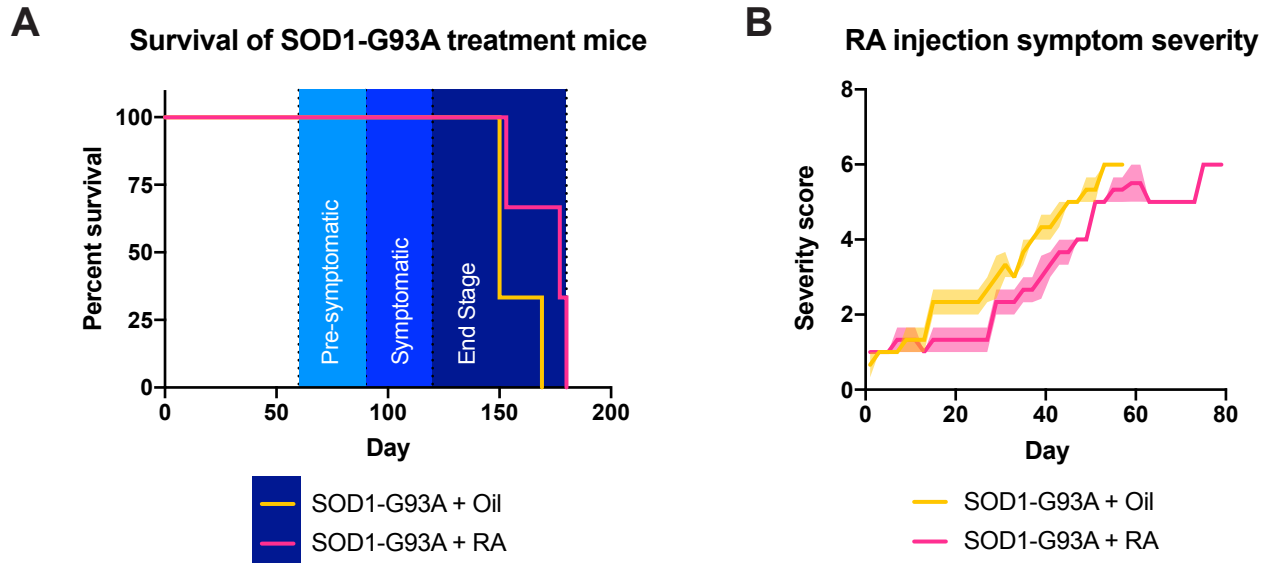 A
Survival of SOD1-G93A treatment mice
Percent survival
100
75
50
25
0
Pre-symptomatic
Symptomatic
End Stage
0 50 100 150 200
Day
SOD1-G93A + Oil
SOD1-G93A + RA
B
RA injection symptom severity
Severity score
8
6
4
2
0
0 20 40 60 80
Day
SOD1-G93A + Oil
SOD1-G93A + RA